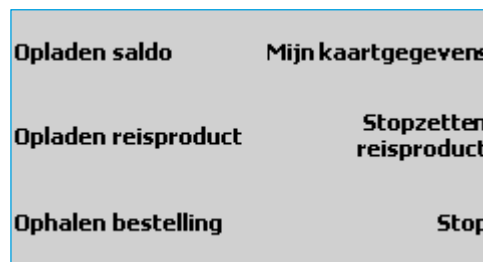 Opladen saldo
Mijn kaartgegevens
Opladen reisproduct
Stopzetten
reisproduct
Ophalen bestelling
Stop